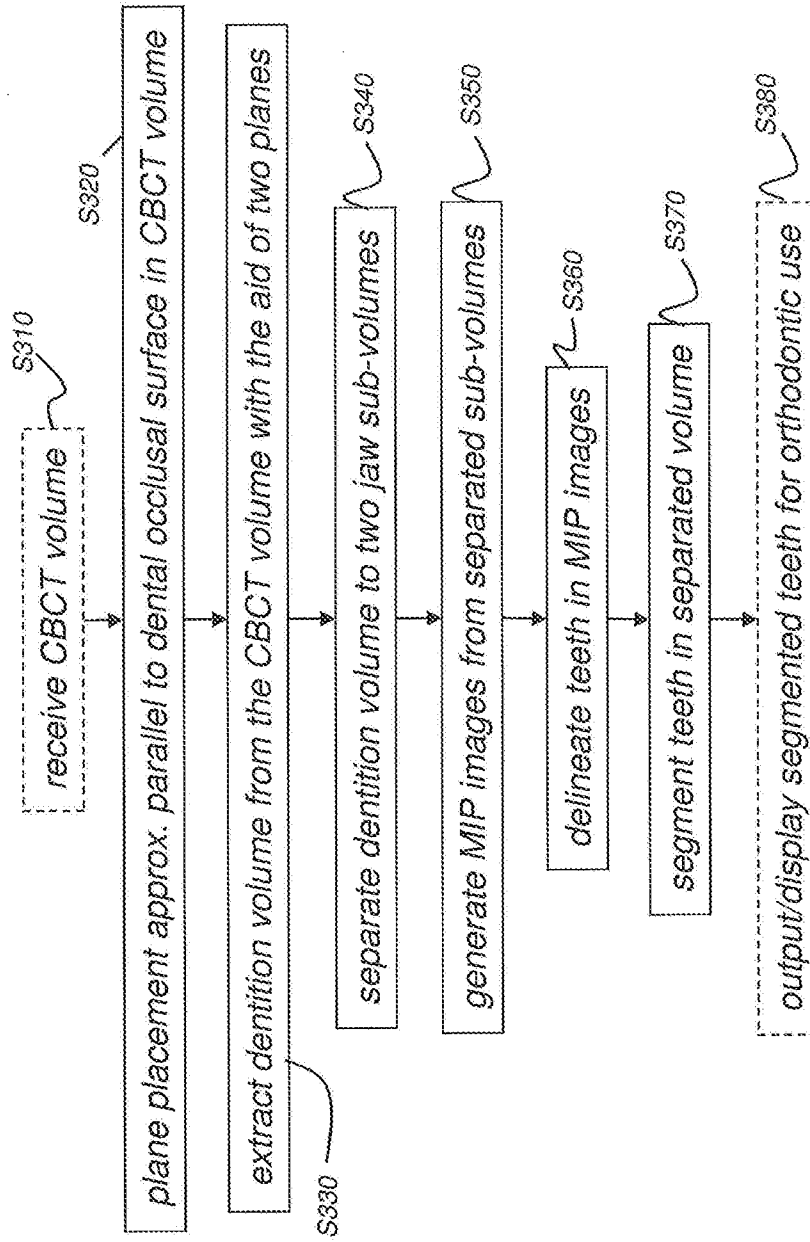 S310
receive CBCT volume
S320
plane placement approx. parallel to dental occlusal surface in CBCT volume
S330
extract dentition volume from the CBCT volume with the aid of two planes
S340
separate dentition volume to two jaw sub-volumes
S350
generate MIP images from separated sub-volumes
S360
delineate teeth in MIP images
S370
segment teeth in separated volume
S380
output/display segmented teeth for orthodontic use